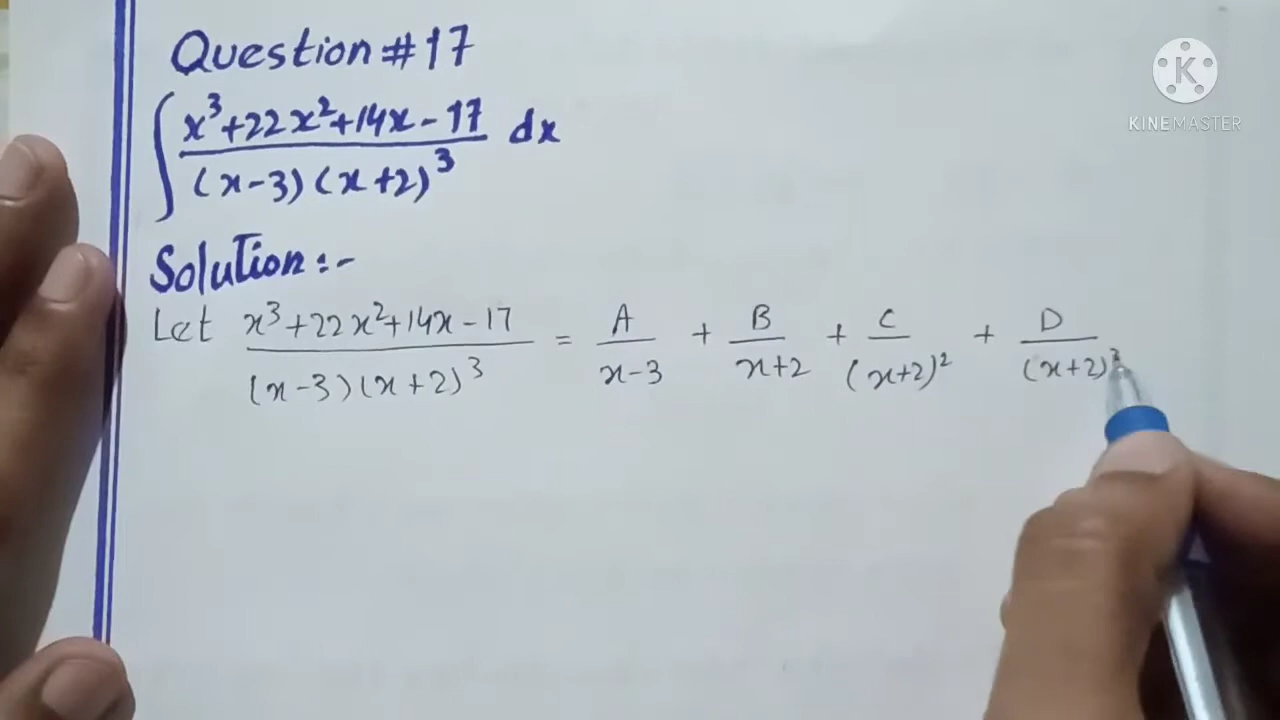 Question #17
∫ x³+22x²+14x-17 / (x-3)(x+2)³ dx
K
KINEMASTER
Solution:-
Let x³+22x²+14x-17 / (x-3)(x+2)³ = A / x-3 + B / x+2 + C / (x+2)² + D / (x+2)³